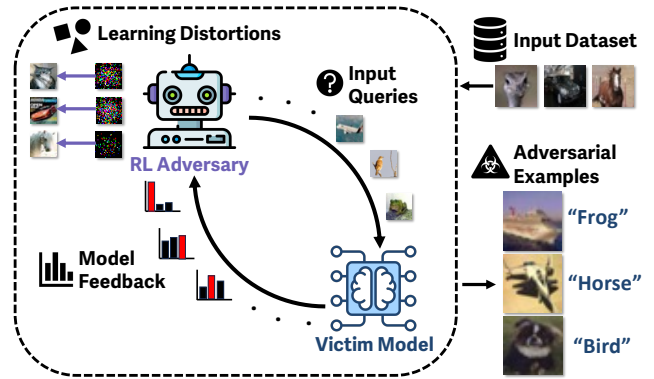 Learning Distortions
Input Dataset
?
Input
Queries
RL Adversary
Adversarial
Examples
"Frog"
Model
Feedback
"Horse"
Victim Model
"Bird"